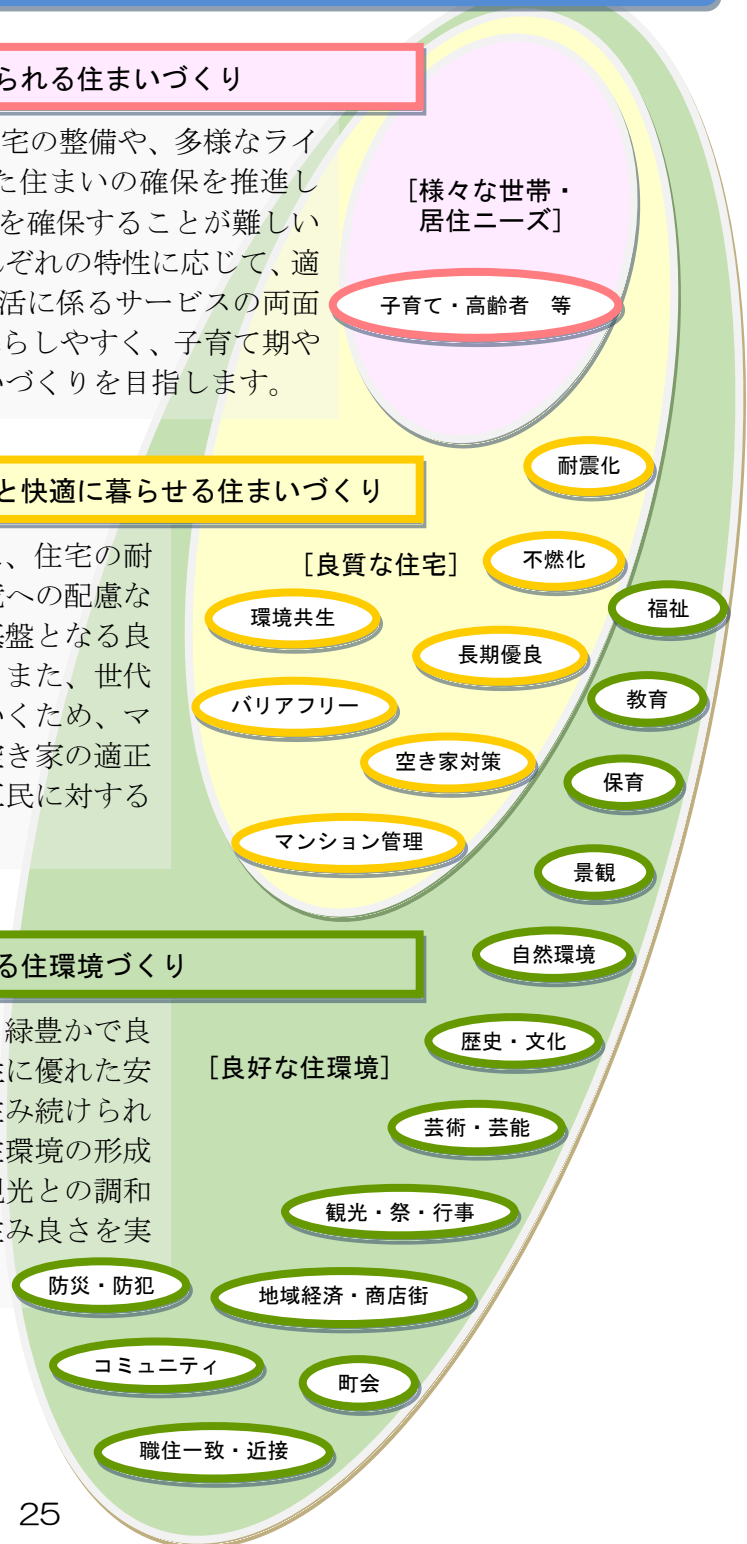 られる住まいづくり
宅の整備や、多様なライ
た住まいの確保を推進し
を確保することが難しい
ぞれの特性に応じて、適
活に係るサービスの両面
らしやすく、子育て期や
づくりを目指します。
[様々な世帯・
居住ニーズ]
子育て・高齢者 等
と快適に暮らせる住まいづくり
、住宅の耐
への配慮な
盤となる良
また、世代
くため、マ
き家の適正
民に対する
[良質な住宅]
耐震化
不燃化
環境共生
長期優良
バリアフリー
空き家対策
マンション管理
福祉
教育
保育
景観
自然環境
歴史・文化
芸術・芸能
観光・祭・行事
地域経済・商店街
防災・防犯
コミュニティ
町会
職住一致・近接
る住環境づくり
緑豊かで良
に優れた安
み続けられ
環境の形成
光との調和
み良さを実
[良好な住環境]
25